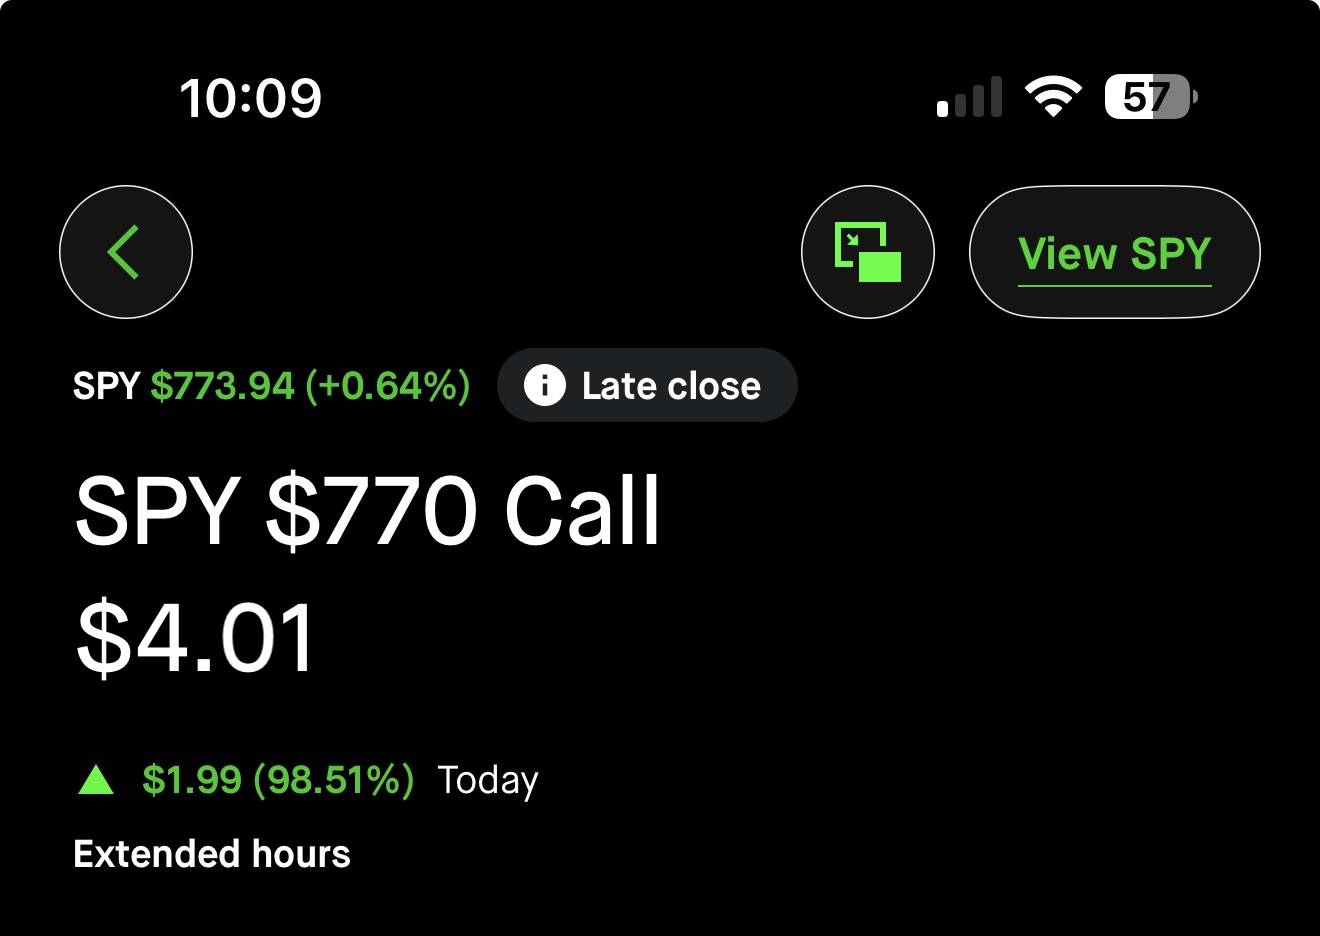 10:09
57
View SPY
SPY $773.94 (+0.64%) Late close
SPY $770 Call
$4.01
▲ $1.99 (98.51%) Today
Extended hours